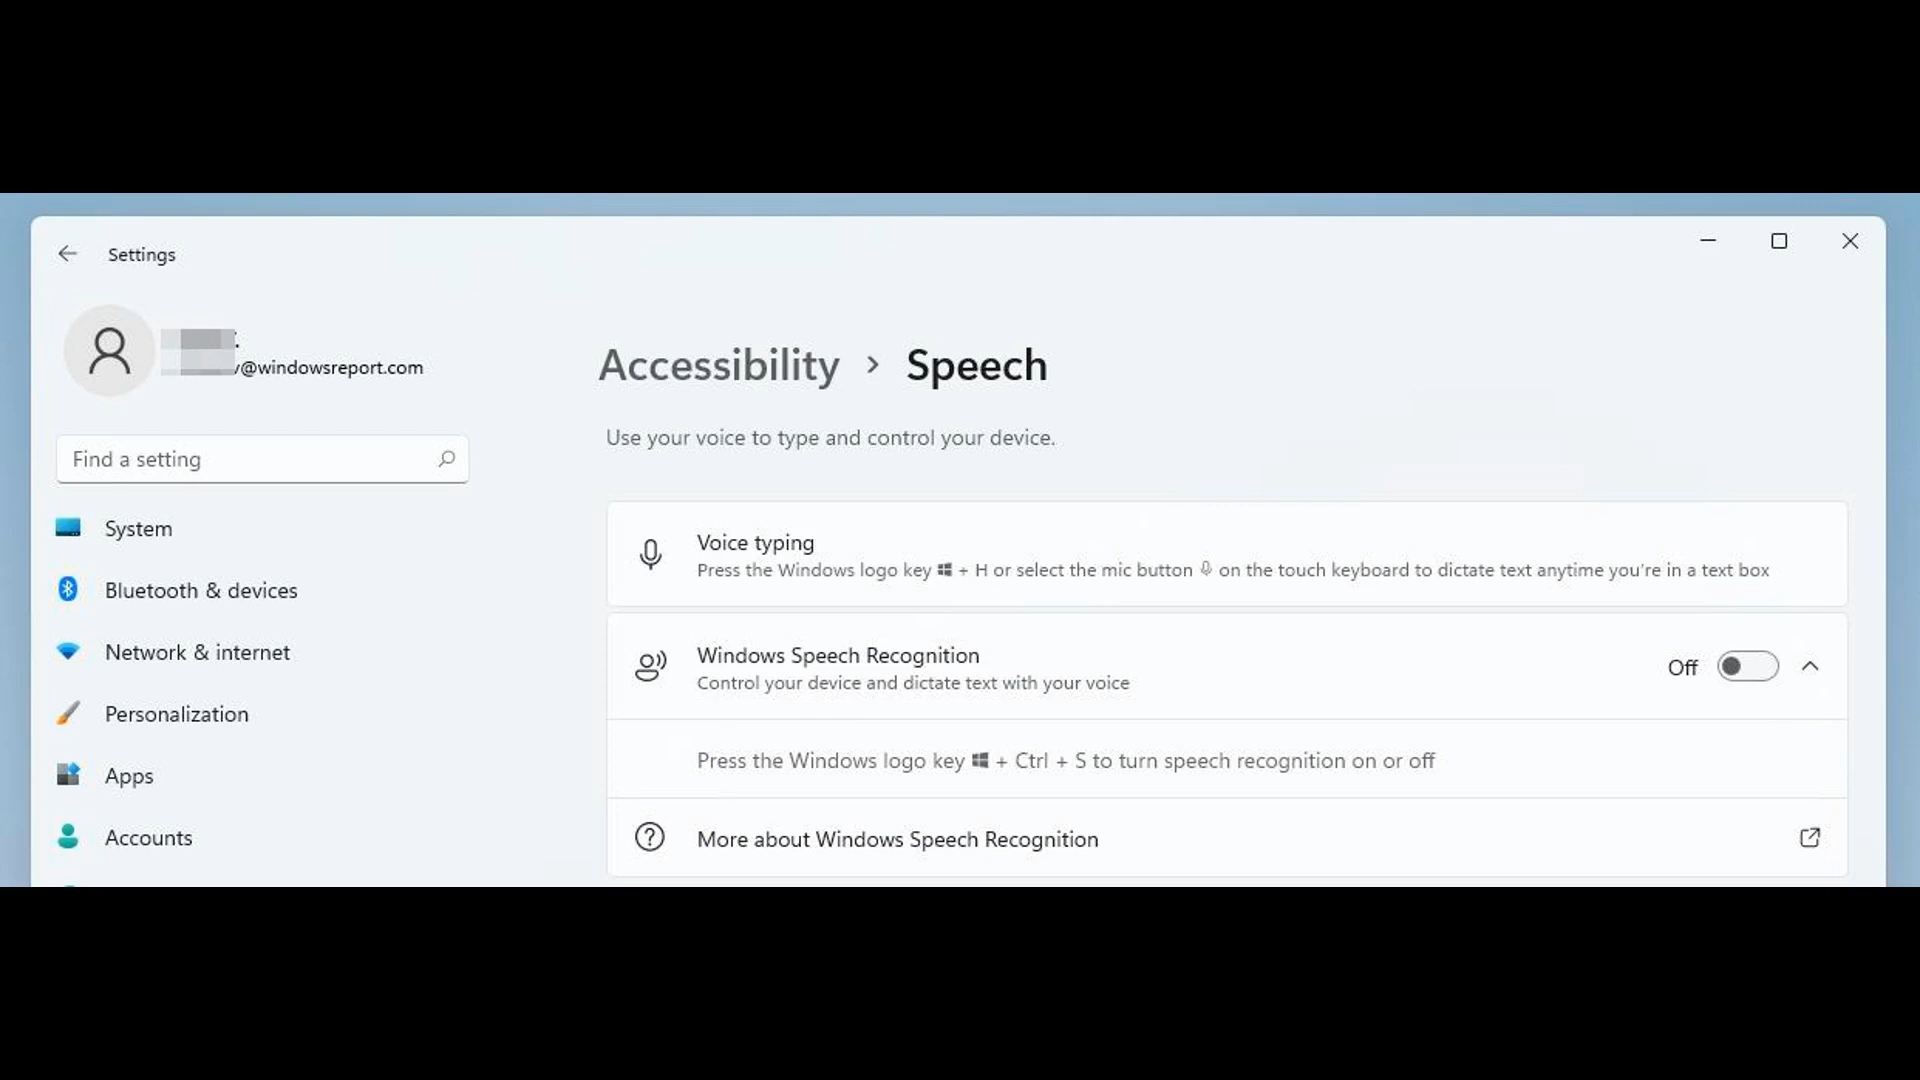 Settings
@windowsreport.com
Find a setting
System
Bluetooth & devices
Network & internet
Personalization
Apps
Accounts
Accessibility > Speech
Use your voice to type and control your device.
Voice typing
Press the Windows logo key + H or select the mic button on the touch keyboard to dictate text anytime you're in a text box
Windows Speech Recognition
Control your device and dictate text with your voice
Off
Press the Windows logo key + Ctrl + S to turn speech recognition on or off
More about Windows Speech Recognition